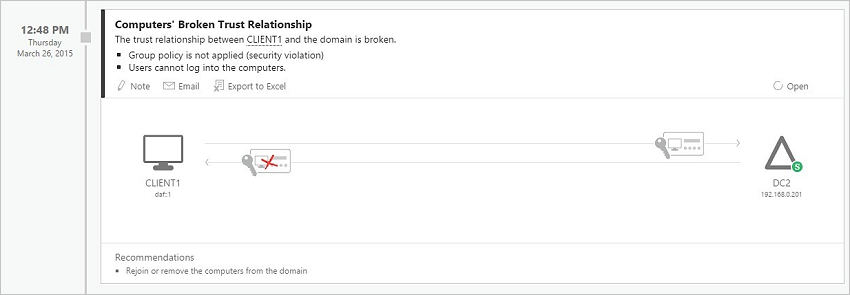 12:48 PM
Thursday
March 26, 2015
Computers' Broken Trust Relationship
The trust relationship between CLIENT1 and the domain is broken.
Group policy is not applied (security violation)
Users cannot log into the computers.
Note Email Export to Excel Open
CLIENT1
daf::1
DC2
192.168.0.201
S
Recommendations
Rejoin or remove the computers from the domain